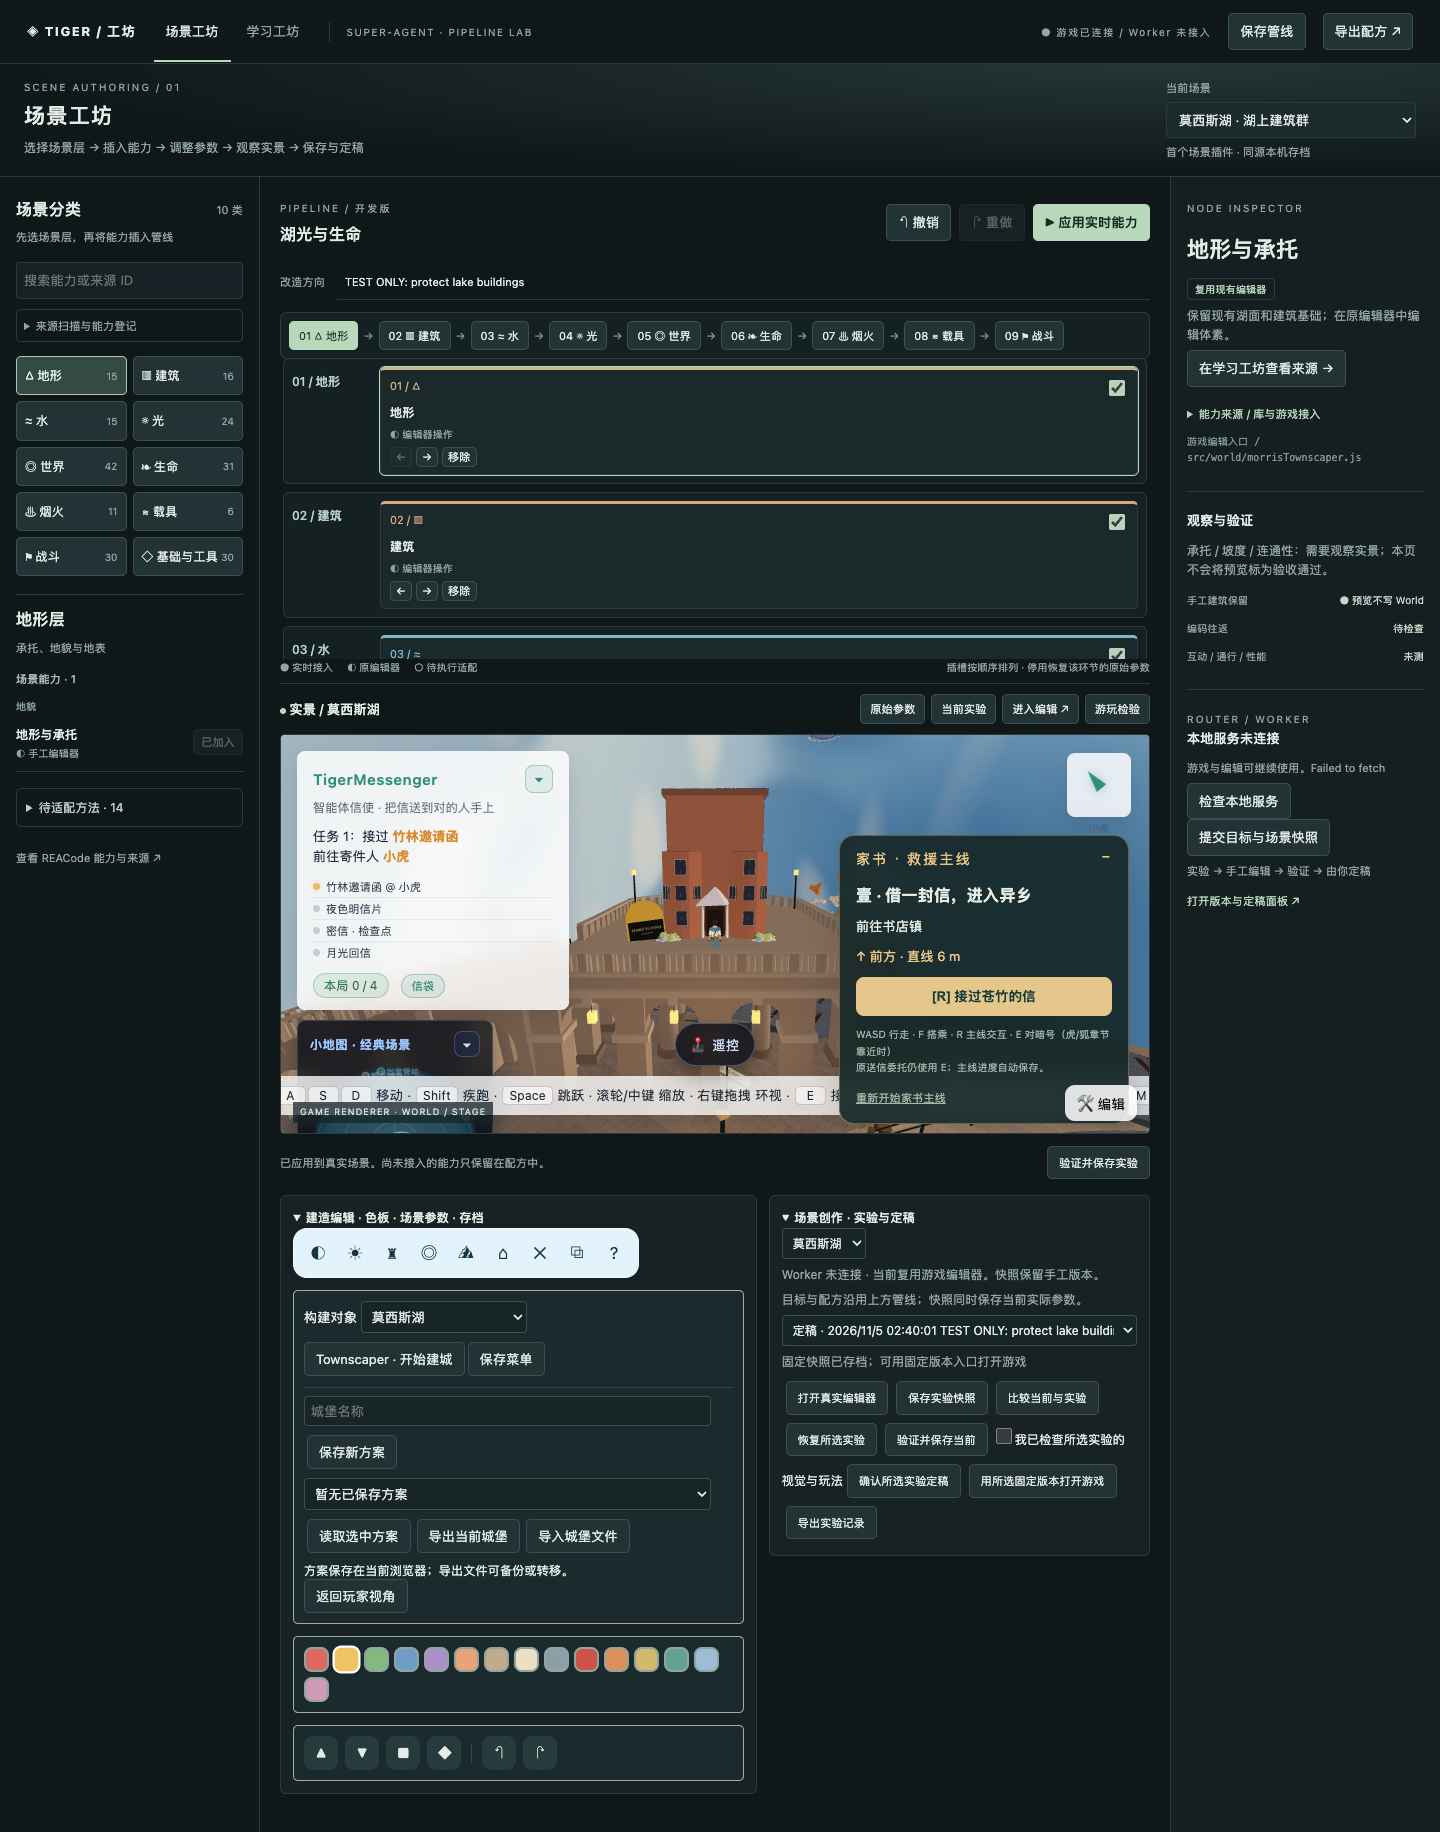 ◈ TIGER / 工坊
场景工坊
学习工坊
SUPER-AGENT · PIPELINE LAB
● 游戏已连接 / Worker 未接入
保存管线
导出配方 ↗
SCENE AUTHORING / 01
场景工坊
选择场景层 → 插入能力 → 调整参数 → 观察实景 → 保存与定稿
当前场景
莫西斯湖 · 湖上建筑群
首个场景插件 · 同源本机存档
场景分类
10 类
先选场景层，再将能力插入管线
搜索能力或来源 ID
▶ 来源扫描与能力登记
地形 15
建筑 16
≈ 水 15
☼ 光 24
◎ 世界 42
❧ 生命 31
♨ 烟火 11
载具 6
⚑ 战斗 30
◇ 基础与工具 30
地形层
承托、地貌与地表
场景能力 · 1
地貌
地形与承托
◐ 手工编辑器
已加入
▶ 待适配方法 · 14
查看 REACode 能力与来源 ↗
PIPELINE / 开发版
湖光与生命
撤销
重做
▶ 应用实时能力
改造方向
TEST ONLY: protect lake buildings
01 △ 地形 → 02 ▥ 建筑 → 03 ≈ 水 → 04 ☼ 光 → 05 ◎ 世界 → 06 ❧ 生命 → 07 ♨ 烟火 → 08 ≋ 载具 → 09 ⚑ 战斗
01 / 地形
01 / △
地形
◐ 编辑器操作
← → 移除
02 / 建筑
02 / ▥
建筑
◐ 编辑器操作
← → 移除
03 / 水
03 / ≈
● 实时接入 ◐ 原编辑器 ○ 待执行适配
插槽按顺序排列 · 停用恢复该环节的原始参数
● 实景 / 莫西斯湖
原始参数
当前实验
进入编辑 ↗
游玩检验
TigerMessenger
智能体信使 · 把信送到对的人手上
任务 1：接过 竹林邀请函
前往寄件人 小虎
竹林邀请函 @ 小虎
夜色明信片
密信 · 检查点
月光回信
本局 0 / 4
信袋
小虎
家书 · 救援主线
−
壹 · 借一封信，进入异乡
前往书店镇
↑ 前方 · 直线 6 m
[R] 接过苍竹的信
WASD 行走 · F 搭乘 · R 主线交互 · E 对暗号（虎/狐章节
靠近时）
原送信委托仍使用 E；主线进度自动保存。
重新开始家书主线
小地图 · 经典场景
遥控
A S D 移动 · Shift 疾跑 · Space 跳跃 · 滚轮/中键 缩放 · 右键拖拽 环视 · E
M
GAME RENDERER · WORLD / STAGE
编辑
已应用到真实场景。尚未接入的能力只保留在配方中。
验证并保存实验
▼ 建造编辑 · 色板 · 场景参数 · 存档
?
构建对象
莫西斯湖
Townscaper · 开始建城
保存菜单
城堡名称
保存新方案
暂无已保存方案
读取选中方案
导出当前城堡
导入城堡文件
方案保存在当前浏览器；导出文件可备份或转移。
返回玩家视角
▼ 场景创作 · 实验与定稿
莫西斯湖
Worker 未连接 · 当前复用游戏编辑器。快照保留手工版本。
目标与配方沿用上方管线；快照同时保存当前实际参数。
定稿 · 2026/11/5 02:40:01 TEST ONLY: protect lake buildi
固定快照已存档；可用固定版本入口打开游戏
打开真实编辑器
保存实验快照
比较当前与实验
恢复所选实验
验证并保存当前
我已检查所选实验的
视觉与玩法
确认所选实验定稿
用所选固定版本打开游戏
导出实验记录
NODE INSPECTOR
地形与承托
复用现有编辑器
保留现有湖面和建筑基础；在原编辑器中编
辑体素。
在学习工坊查看来源 →
▶ 能力来源 / 库与游戏接入
游戏编辑入口 /
src/world/morrisTownscaper.js
观察与验证
承托 / 坡度 / 连通性：需要观察实景；本页
不会将预览标为验收通过。
手工建筑保留
● 预览不写 World
编码往返
待检查
互动 / 通行 / 性能
未测
ROUTER / WORKER
本地服务未连接
游戏与编辑可继续使用。Failed to fetch
检查本地服务
提交目标与场景快照
实验 → 手工编辑 → 验证 → 由你定稿
打开版本与定稿面板 ↗